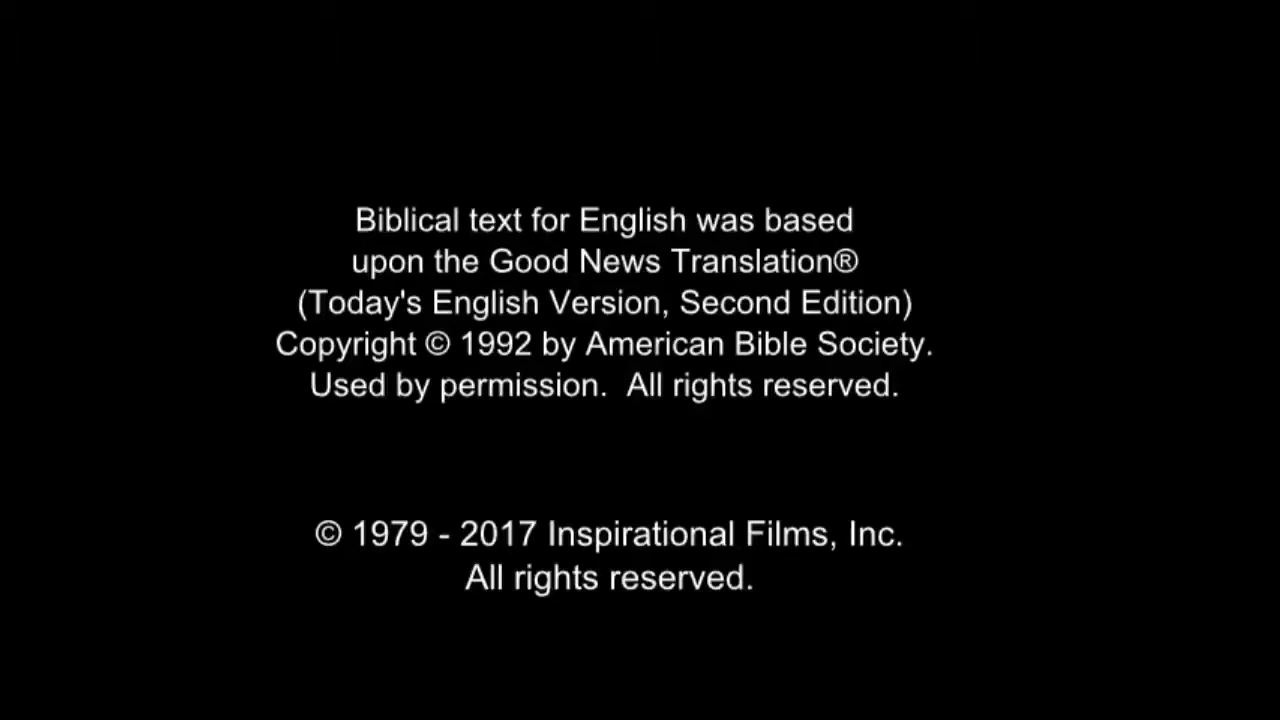 Biblical text for English was based
upon the Good News Translation®
(Today's English Version, Second Edition)
Copyright © 1992 by American Bible Society.
Used by permission.  All rights reserved.
© 1979 - 2017 Inspirational Films, Inc.
All rights reserved.